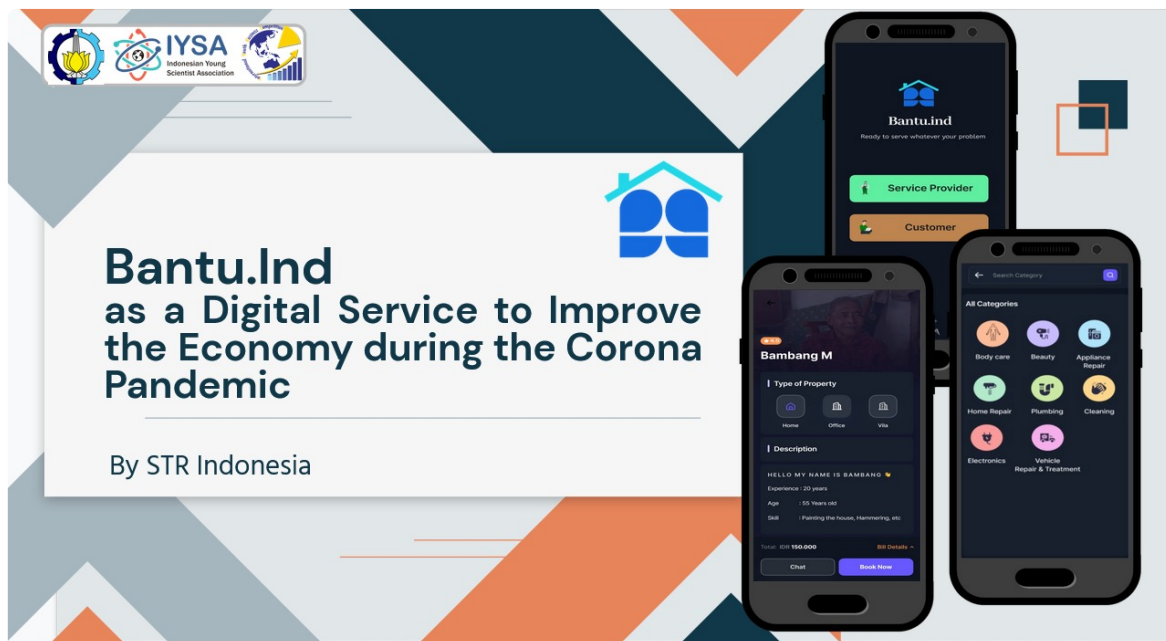 IYSA
Indonesian Young
Scientist Association
Bantu.Ind
as a Digital Service to Improve
the Economy during the Corona
Pandemic
By STR Indonesia
Bantu.ind
Ready to serve whatever your problem
Service Provider
Customer
Bambang M
Type of Property
Home Office Vila
Description
HELLO MY NAME IS BAMBANG
Experience : 20 years
Age : 55 Years old
Skill : Painting the house, Hammering, etc
Total: IDR 150.000 Bill Details
Chat Book Now
Search Category
All Categories
Body care Beauty Appliance
Repair
Home Repair Plumbing Cleaning
Electronics Vehicle
Repair & Treatment